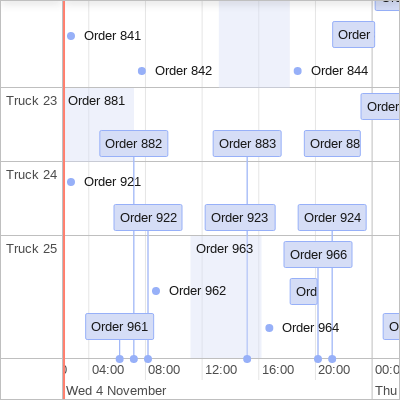 Order 841
Order
Order 842
Order 844
Truck 23
Order 881
Order
Order 882
Order 883
Order 88
Truck 24
Order 921
Order 922
Order 923
Order 924
Truck 25
Order 963
Order 966
Order 962
Ord
Order 961
Order 964
O
04:00 08:00 12:00 16:00 20:00 00:0
Wed 4 November
Thu